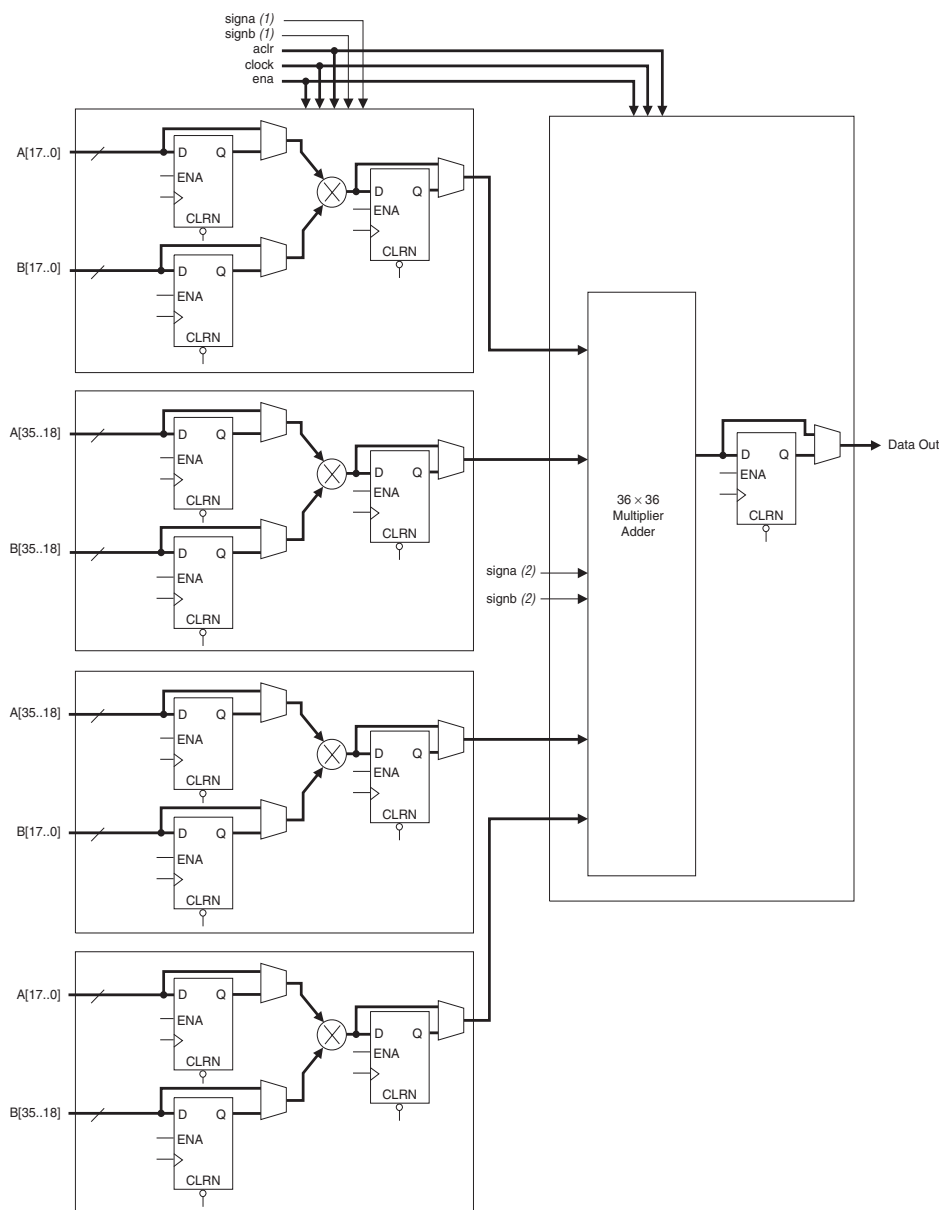 signa (1)
signb (1)
aclr
clock
ena
A[17..0]
D Q
ENA
CLRN
D Q
ENA
CLRN
B[17..0]
D Q
ENA
CLRN
A[35..18]
D Q
ENA
CLRN
D Q
ENA
CLRN
B[35..18]
D Q
ENA
CLRN
36 × 36
Multiplier
Adder
D Q
ENA
CLRN
Data Out
signa (2)
signb (2)
A[35..18]
D Q
ENA
CLRN
D Q
ENA
CLRN
B[17..0]
D Q
ENA
CLRN
A[17..0]
D Q
ENA
CLRN
D Q
ENA
CLRN
B[35..18]
D Q
ENA
CLRN